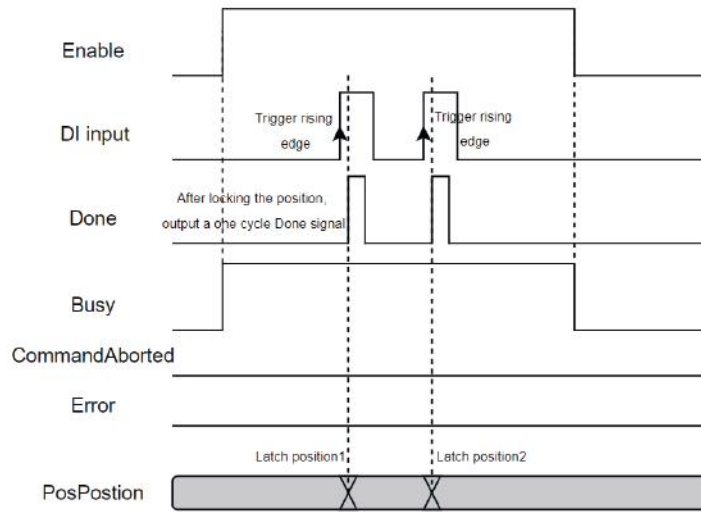 Enable
Trigger rising
edge
Trigger rising
edge
DI input
After locking the position,
output a one cycle Done signal
Done
Busy
CommandAborted
Error
Latch position1
Latch position2
PosPostion